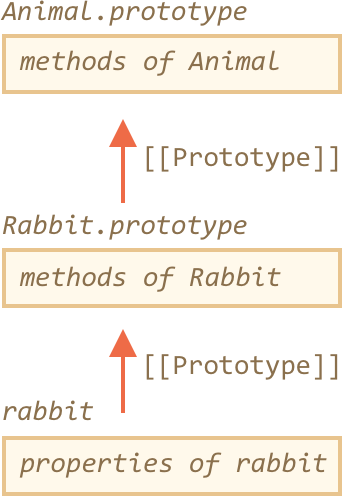 Animal.prototype
methods of Animal
[[Prototype]]
Rabbit.prototype
methods of Rabbit
[[Prototype]]
rabbit
properties of rabbit